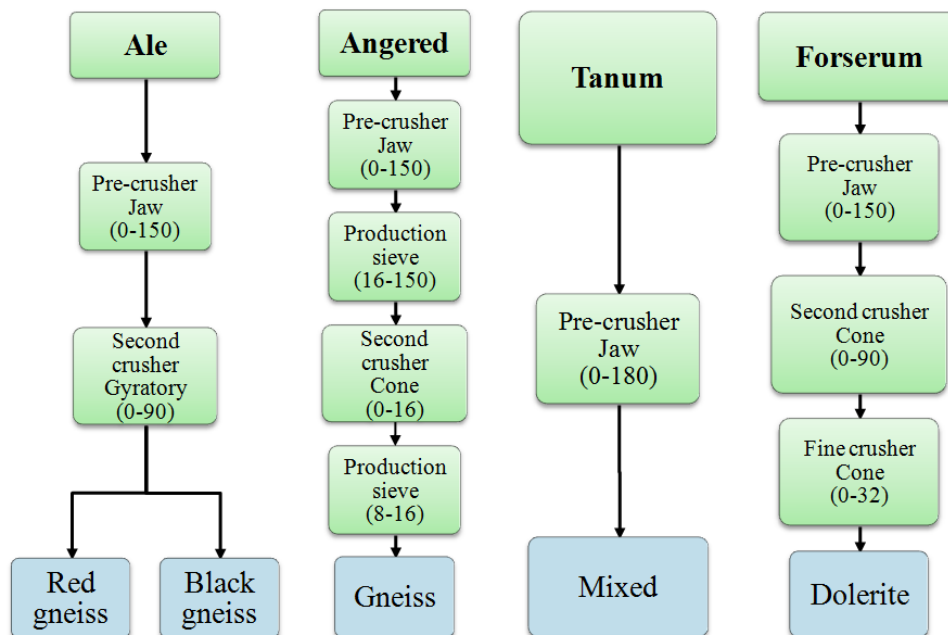 Ale
Pre-crusher
Jaw
(0-150)
Second
crusher
Gyratory
(0-90)
Red
gneiss
Black
gneiss
Angered
Pre-crusher
Jaw
(0-150)
Production
sieve
(16-150)
Second
crusher
Cone
(0-16)
Production
sieve
(8-16)
Gneiss
Tanum
Pre-crusher
Jaw
(0-180)
Mixed
Forserum
Pre-crusher
Jaw
(0-150)
Second crusher
Cone
(0-90)
Fine crusher
Cone
(0-32)
Dolerite